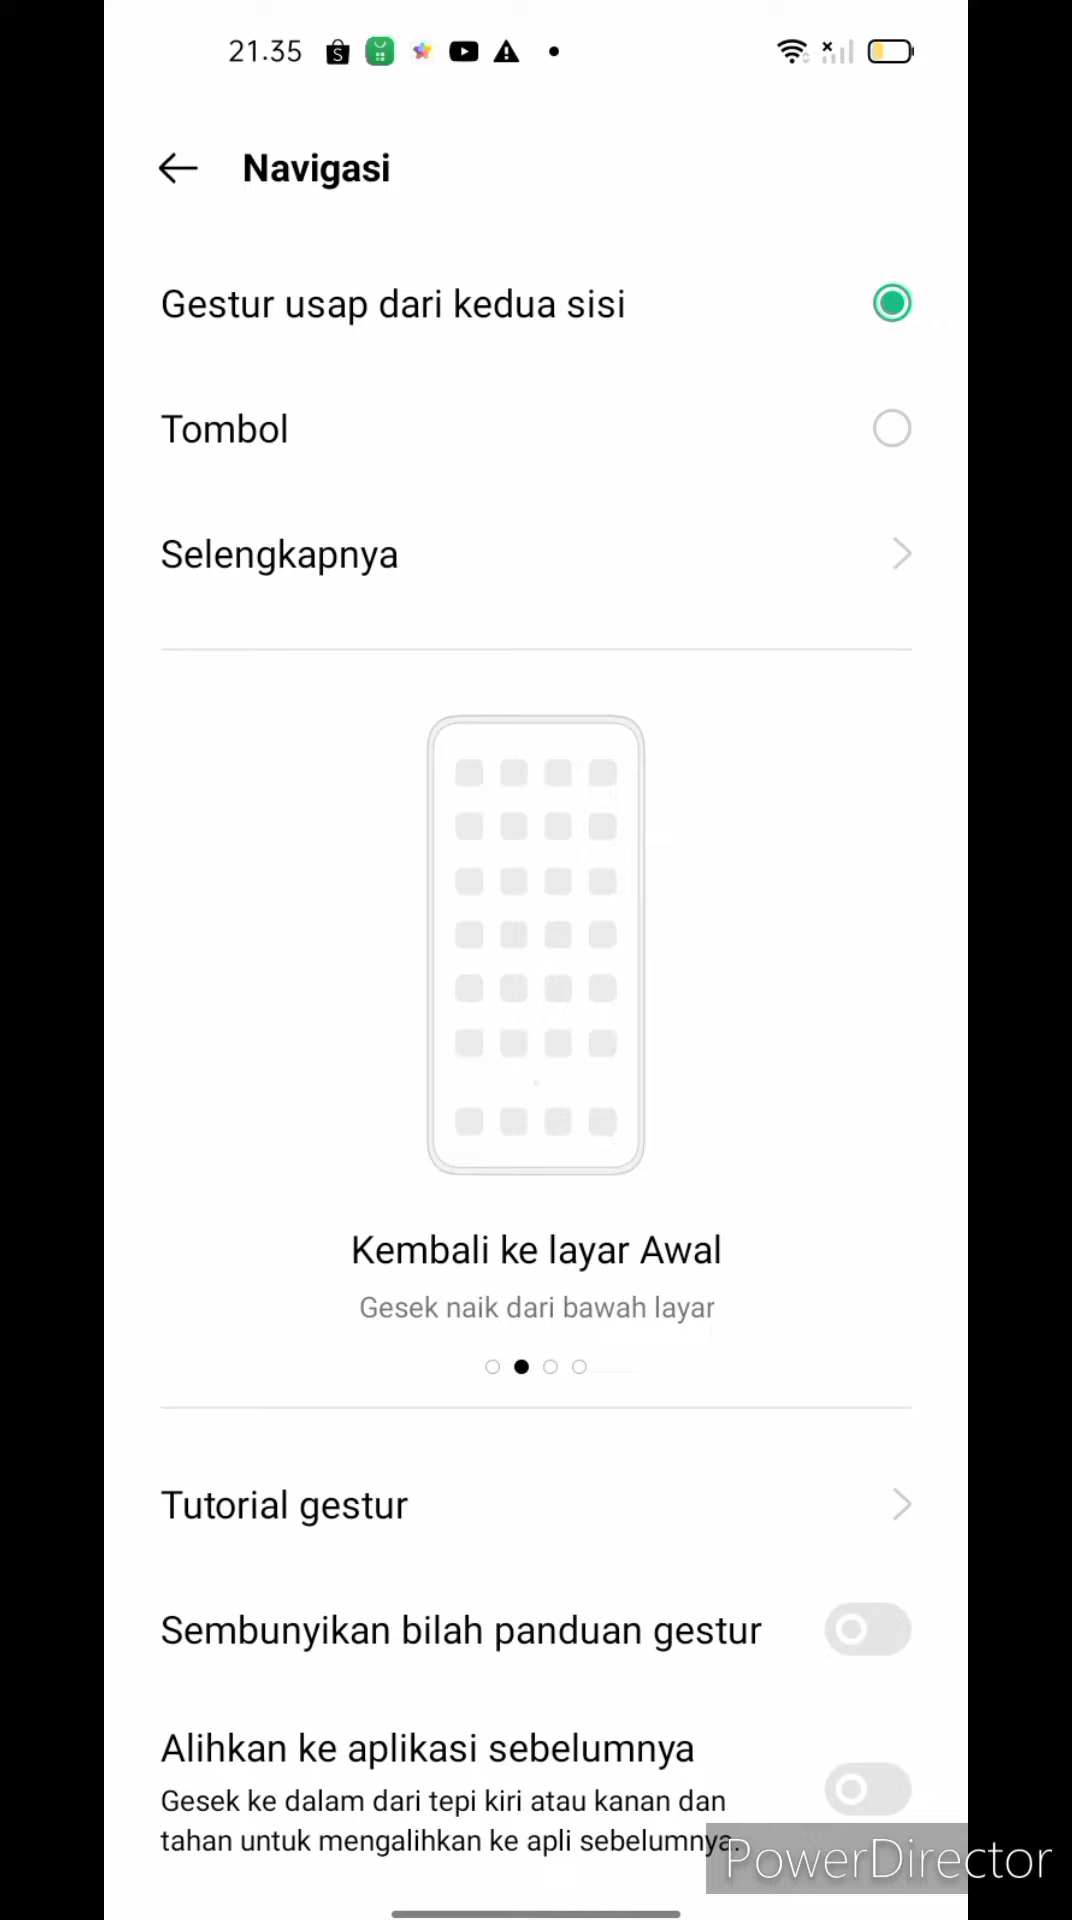 21.35
Navigasi
Gestur usap dari kedua sisi
Tombol
Selengkapnya
Kembali ke layar Awal
Gesek naik dari bawah layar
Tutorial gestur
Sembunyikan bilah panduan gestur
Alihkan ke aplikasi sebelumnya
Gesek ke dalam dari tepi kiri atau kanan dan
tahan untuk mengalihkan ke apli sebelumnya.
PowerDirector